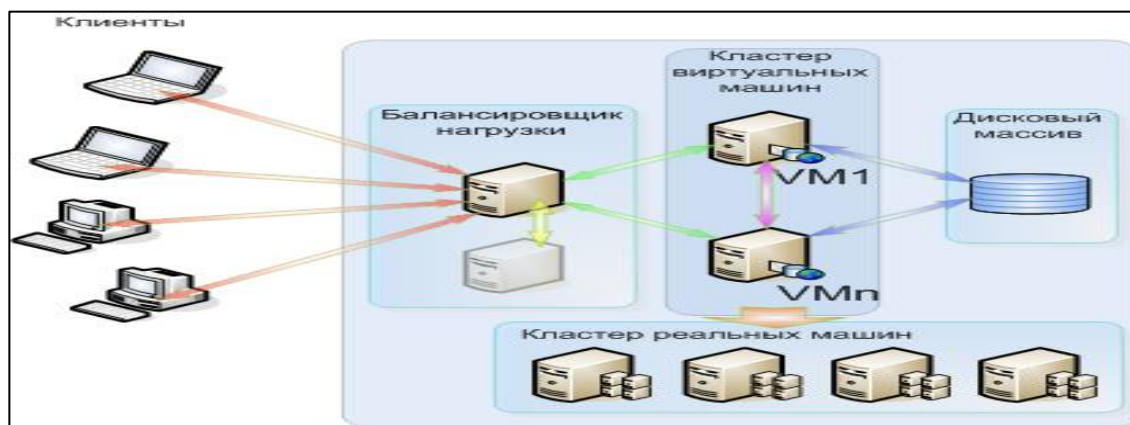 Клиенты
Кластер
виртуальных
машин
Балансировщик
нагрузки
Дисковый
массив
VM1
VMn
Кластер реальных машин